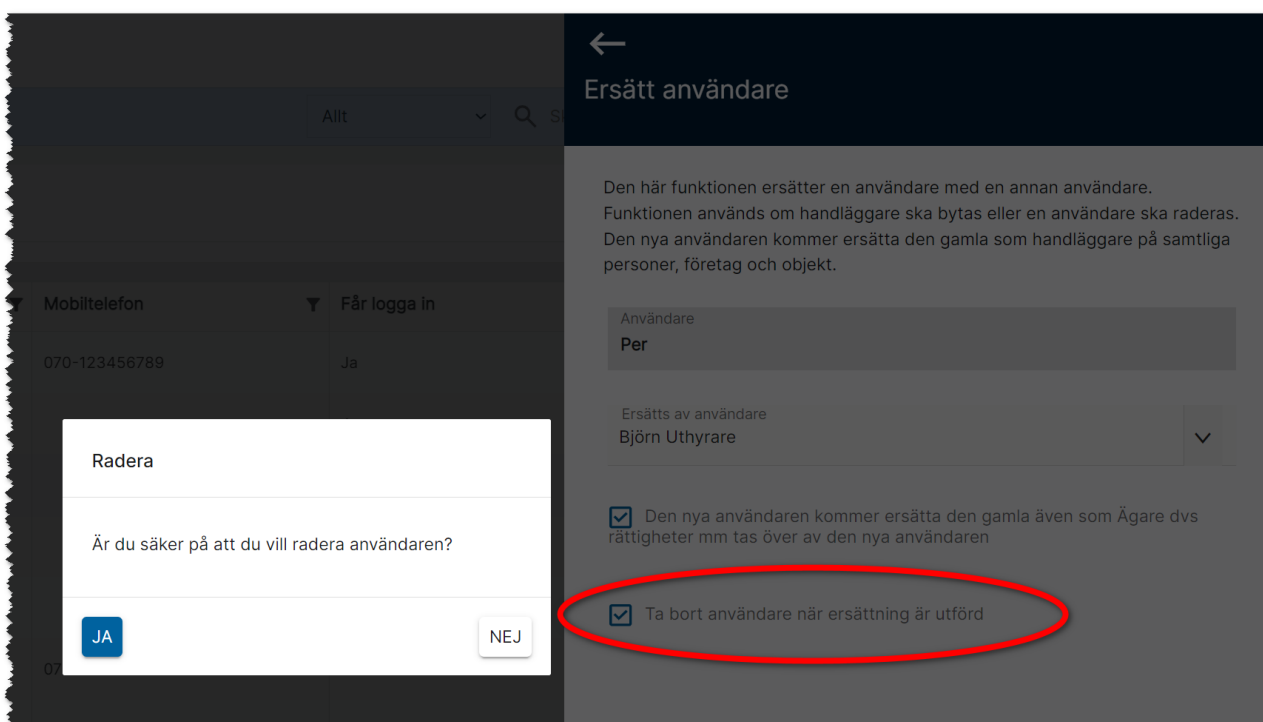 Ersätt användare
Allt
Den här funktionen ersätter en användare med en annan användare.
Funktionen används om handläggare ska bytas eller en användare ska raderas.
Den nya användaren kommer ersätta den gamla som handläggare på samtliga
personer, företag och objekt.
Mobiltelefon
Får logga in
070-123456789
Ja
Användare
Per
Ersätts av användare
Björn Uthyrare
Radera
Är du säker på att du vill radera användaren?
JA
NEJ
07
Den nya användaren kommer ersätta den gamla även som Ägare dvs
rättigheter mm tas över av den nya användaren
Ta bort användare när ersättning är utförd